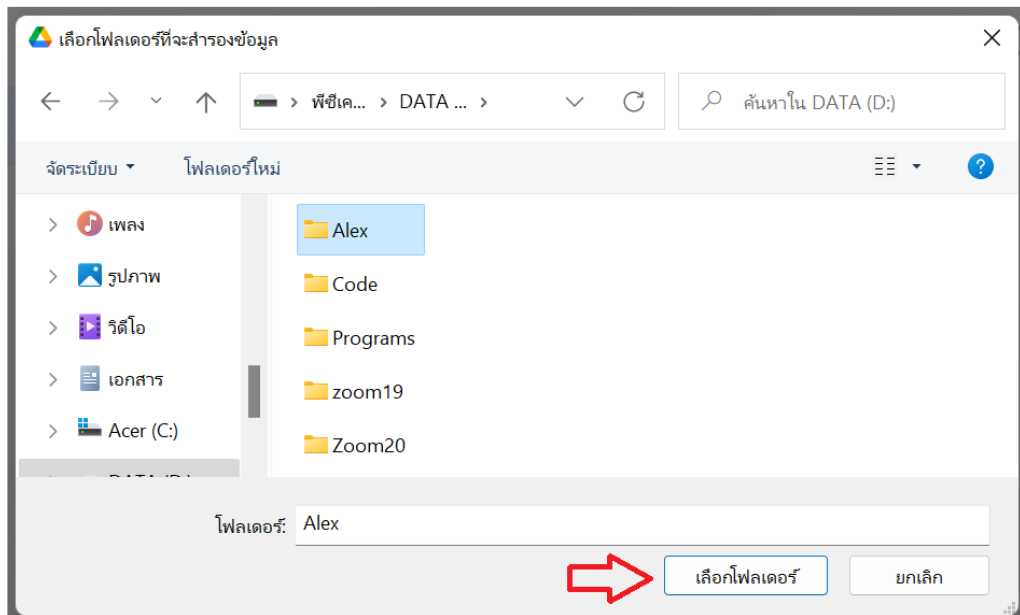 เลือกโฟลเดอร์ที่จะสำรองข้อมูล
พีซีเค... DATA ...
ค้นหาใน DATA (D:)
จัดระเบียบ
โฟลเดอร์ใหม่
เพลง
รูปภาพ
วิดีโอ
เอกสาร
Acer (C:)
DATA (D:)
Alex
Code
Programs
zoom19
Zoom20
โฟลเดอร์: Alex
เลือกโฟลเดอร์
ยกเลิก